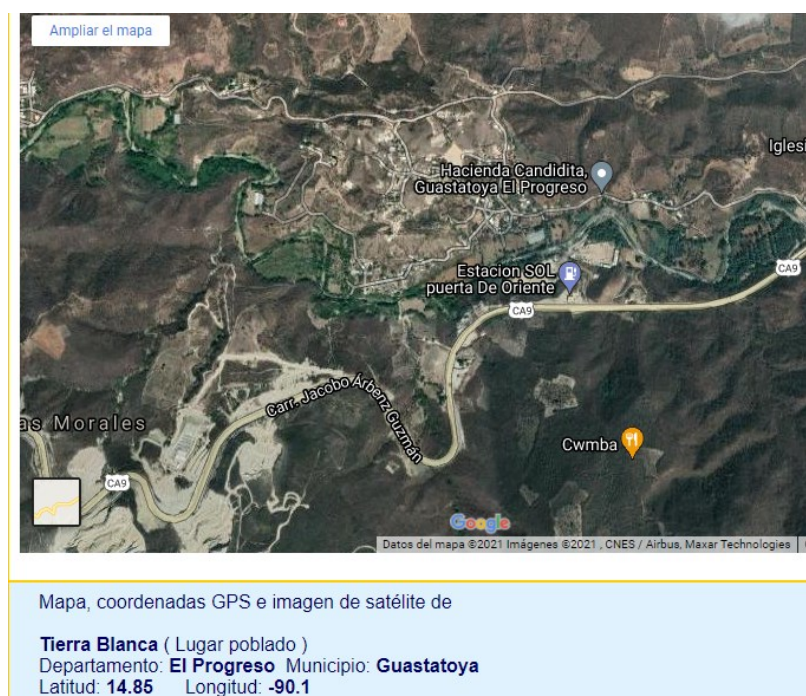 Ampliar el mapa
Iglesi
Hacienda Candidita,
Guastatoya El Progreso
Estacion SOL
puerta De Oriente
CA9
CA9
Carr. Jacobo Árbenz Guzmán
as Morales
Cwmba
CA9
Google
Datos del mapa ©2021 Imágenes ©2021 , CNES / Airbus, Maxar Technologies
Mapa, coordenadas GPS e imagen de satélite de
Tierra Blanca ( Lugar poblado )
Departamento: El Progreso Municipio: Guastatoya
Latitud: 14.85 Longitud: -90.1